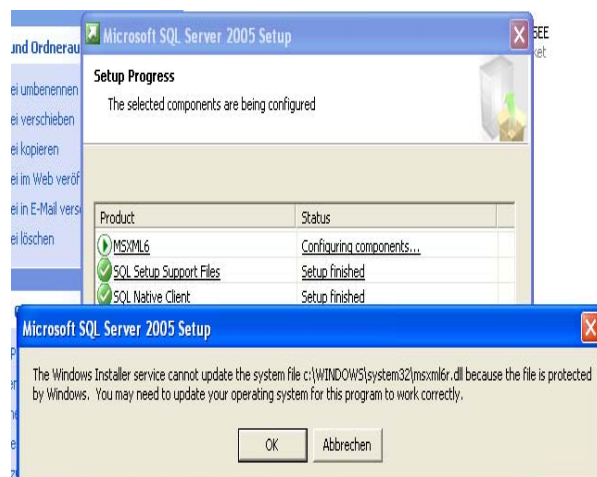 Microsoft SQL Server 2005 Setup
und Ordnerau
Setup Progress
The selected components are being configured
ei umbenennen
ei verschieben
ei kopieren
ei im Web veröf
ei in E-Mail verse
ei löschen
Product Status
MSXML6 Configuring components...
SQL Setup Support Files Setup finished
SQL Native Client Setup finished
Microsoft SQL Server 2005 Setup
The Windows Installer service cannot update the system file c:\WINDOWS\system32\msxml6r.dll because the file is protected
by Windows. You may need to update your operating system for this program to work correctly.
OK Abbrechen